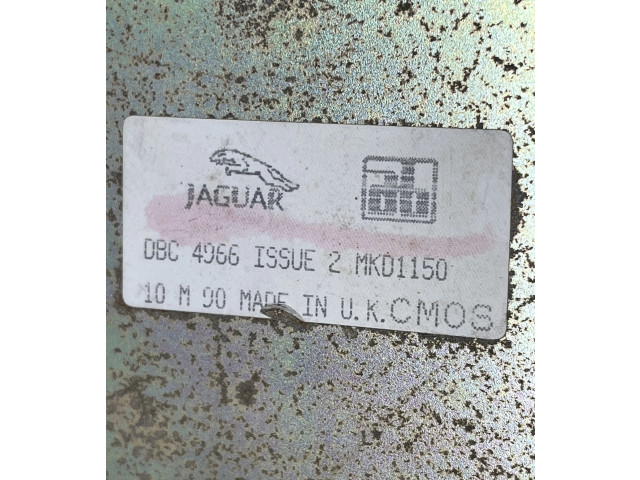 JAGUAR
DBC 4966 ISSUE 2 MKD1150
10 M 90 MADE IN U.K. CMOS